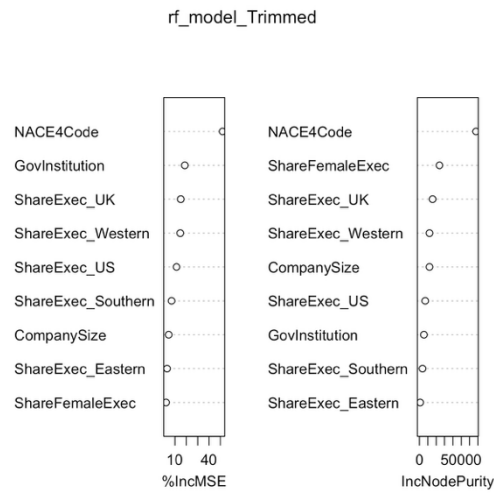 rf_model_Trimmed
NACE4Code
GovInstitution
ShareExec_UK
ShareExec_Western
ShareExec_US
ShareExec_Southern
CompanySize
ShareExec_Eastern
ShareFemaleExec
10 40
%IncMSE
NACE4Code
ShareFemaleExec
ShareExec_UK
ShareExec_Western
CompanySize
ShareExec_US
GovInstitution
ShareExec_Southern
ShareExec_Eastern
0 50000
IncNodePurity